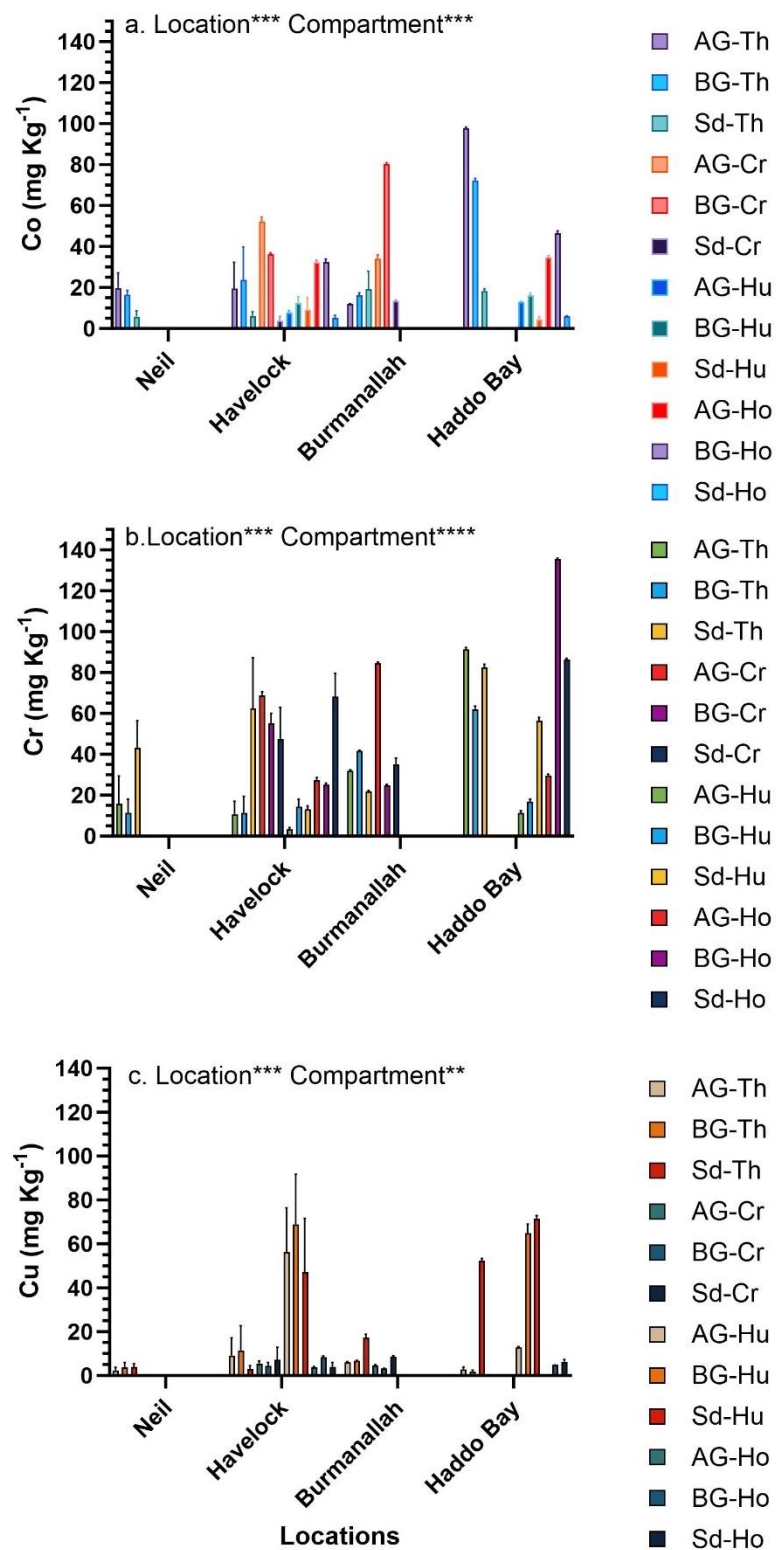 a. Location*** Compartment***
Co (mg Kg-1)
140
120
100
80
60
40
20
0
Neil
Havelock
Burmanallah
Haddo Bay
AG-Th
BG-Th
Sd-Th
AG-Cr
BG-Cr
Sd-Cr
AG-Hu
BG-Hu
Sd-Hu
AG-Ho
BG-Ho
Sd-Ho
b.Location*** Compartment****
Cr (mg Kg-1)
140
120
100
80
60
40
20
0
Neil
Havelock
Burmanallah
Haddo Bay
AG-Th
BG-Th
Sd-Th
AG-Cr
BG-Cr
Sd-Cr
AG-Hu
BG-Hu
Sd-Hu
AG-Ho
BG-Ho
Sd-Ho
c. Location*** Compartment**
Cu (mg Kg-1)
140
120
100
80
60
40
20
0
Neil
Havelock
Burmanallah
Haddo Bay
Locations
AG-Th
BG-Th
Sd-Th
AG-Cr
BG-Cr
Sd-Cr
AG-Hu
BG-Hu
Sd-Hu
AG-Ho
BG-Ho
Sd-Ho